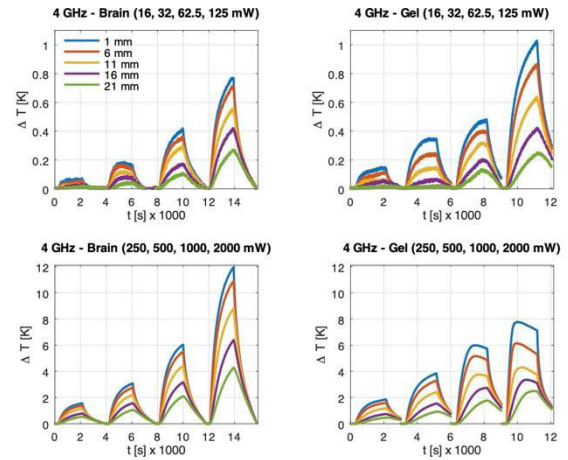 4 GHz - Brain (16, 32, 62.5, 125 mW)
1
0.8
0.6
0.4
0.2
0
Δ T [K]
1 mm
6 mm
11 mm
16 mm
21 mm
0 2 4 6 8 10 12 14
t [s] x 1000
4 GHz - Gel (16, 32, 62.5, 125 mW)
1
0.8
0.6
0.4
0.2
0
Δ T [K]
0 2 4 6 8 10 12
t [s] x 1000
4 GHz - Brain (250, 500, 1000, 2000 mW)
12
10
8
6
4
2
0
Δ T [K]
0 2 4 6 8 10 12 14
t [s] x 1000
4 GHz - Gel (250, 500, 1000, 2000 mW)
12
10
8
6
4
2
0
Δ T [K]
0 2 4 6 8 10 12
t [s] x 1000